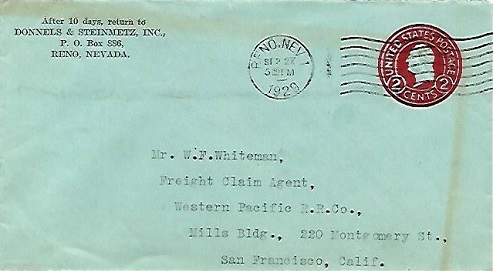 After 10 days, return to
DONNELS & STEINMETZ, INC.,
P. O. Box 886,
RENO, NEVADA.
RENO, NEV.
1929
UNITED STATES POSTAGE
2 CENTS 2
Mr. W.F.Whiteman,
Freight Claim Agent,
Western Pacific R.R.Co.,
Mills Bldg., 220 Montgomery St.,
San Francisco, Calif.